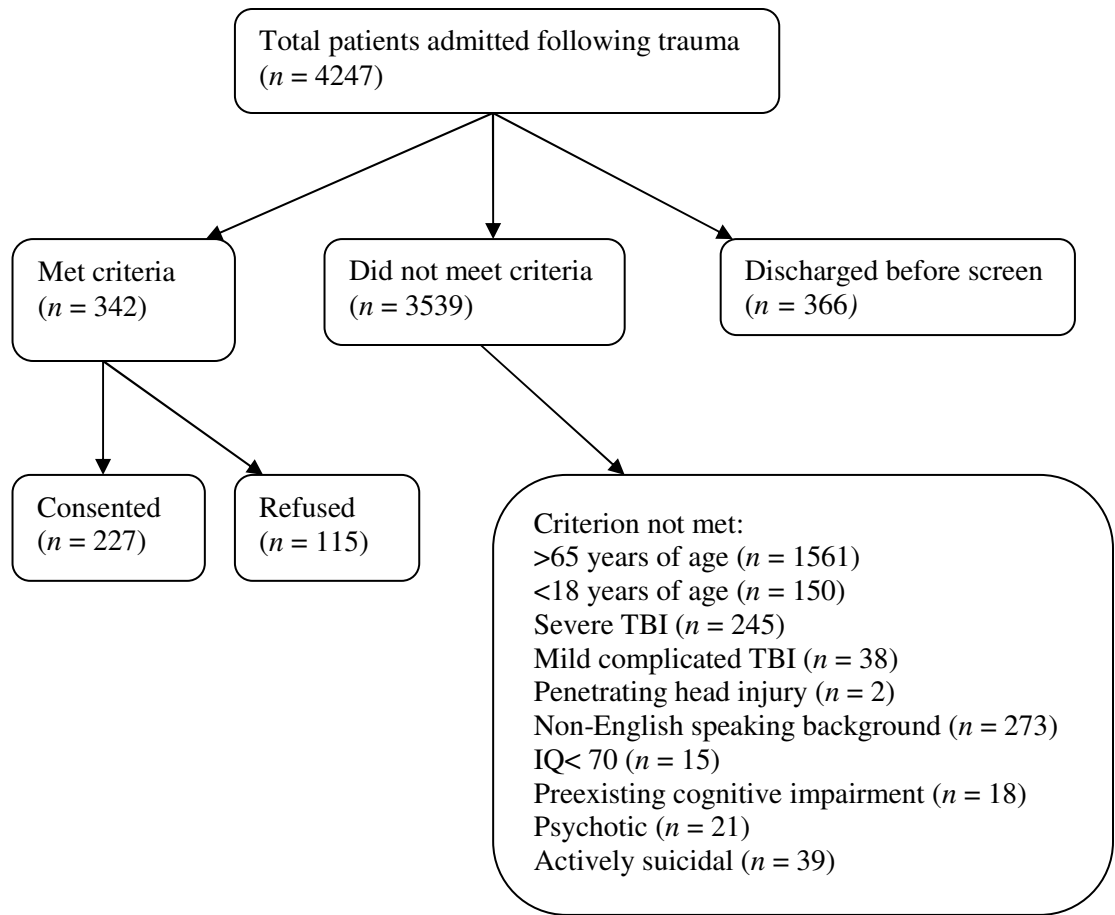 Total patients admitted following trauma
(n = 4247)
Met criteria
(n = 342)
Did not meet criteria
(n = 3539)
Discharged before screen
(n = 366)
Consented
(n = 227)
Refused
(n = 115)
Criterion not met:
>65 years of age (n = 1561)
<18 years of age (n = 150)
Severe TBI (n = 245)
Mild complicated TBI (n = 38)
Penetrating head injury (n = 2)
Non-English speaking background (n = 273)
IQ< 70 (n = 15)
Preexisting cognitive impairment (n = 18)
Psychotic (n = 21)
Actively suicidal (n = 39)